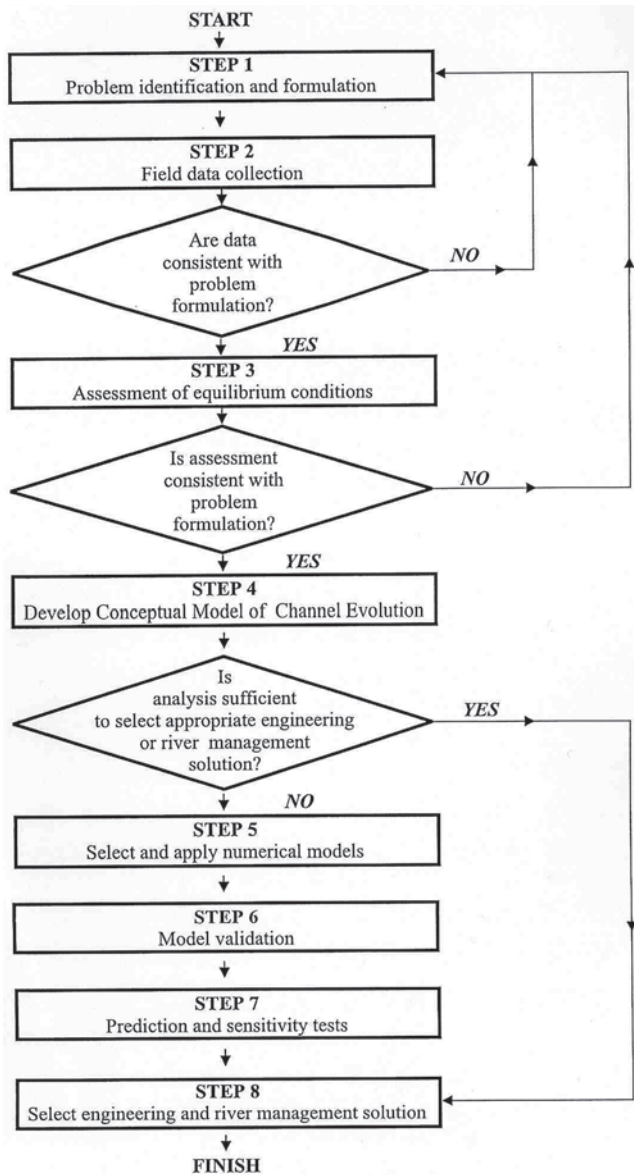 START
STEP 1
Problem identification and formulation
STEP 2
Field data collection
Are data
consistent with
problem
formulation?
NO
YES
STEP 3
Assessment of equilibrium conditions
Is assessment
consistent with
problem
formulation?
NO
YES
STEP 4
Develop Conceptual Model of Channel Evolution
Is
analysis sufficient
to select appropriate engineering
or river management
solution?
YES
NO
STEP 5
Select and apply numerical models
STEP 6
Model validation
STEP 7
Prediction and sensitivity tests
STEP 8
Select engineering and river management solution
FINISH